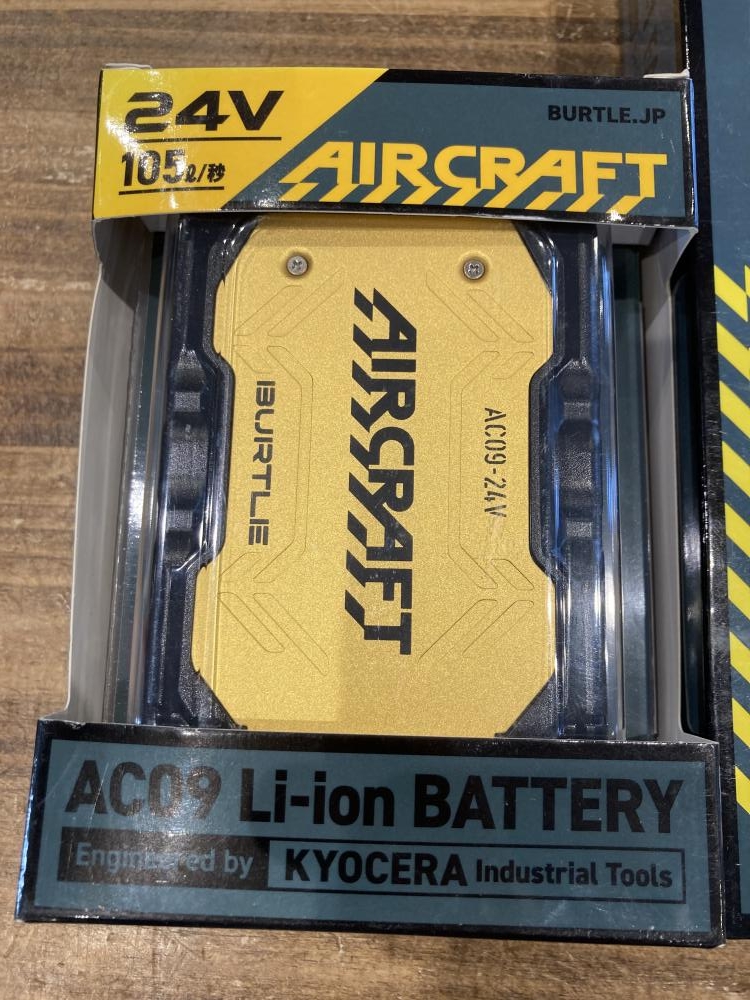 24V
105ℓ/秒
BURTLE.JP
AIRCRAFT
AC09-24V
AIRCRAFT
BURTLE
AC09 Li-ion BATTERY
Engineered by KYOCERA Industrial Tools